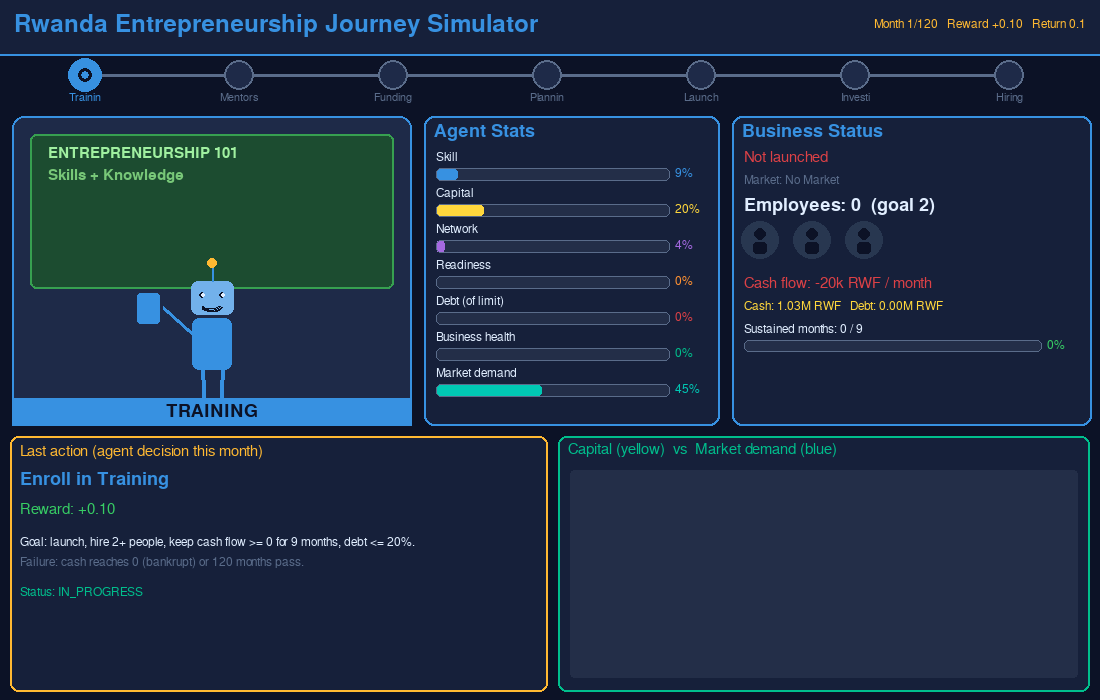 Rwanda Entrepreneurship Journey Simulator
Month 1/120 Reward +0.10 Return 0.1
Trainin
Mentors
Funding
Plannin
Launch
Investi
Hiring
ENTREPRENEURSHIP 101
Skills + Knowledge
TRAINING
Agent Stats
Skill
9%
Capital
20%
Network
4%
Readiness
0%
Debt (of limit)
0%
Business health
0%
Market demand
45%
Business Status
Not launched
Market: No Market
Employees: 0 (goal 2)
Cash flow: -20k RWF / month
Cash: 1.03M RWF Debt: 0.00M RWF
Sustained months: 0 / 9
0%
Last action (agent decision this month)
Enroll in Training
Reward: +0.10
Goal: launch, hire 2+ people, keep cash flow >= 0 for 9 months, debt <= 20%.
Failure: cash reaches 0 (bankrupt) or 120 months pass.
Status: IN_PROGRESS
Capital (yellow) vs Market demand (blue)